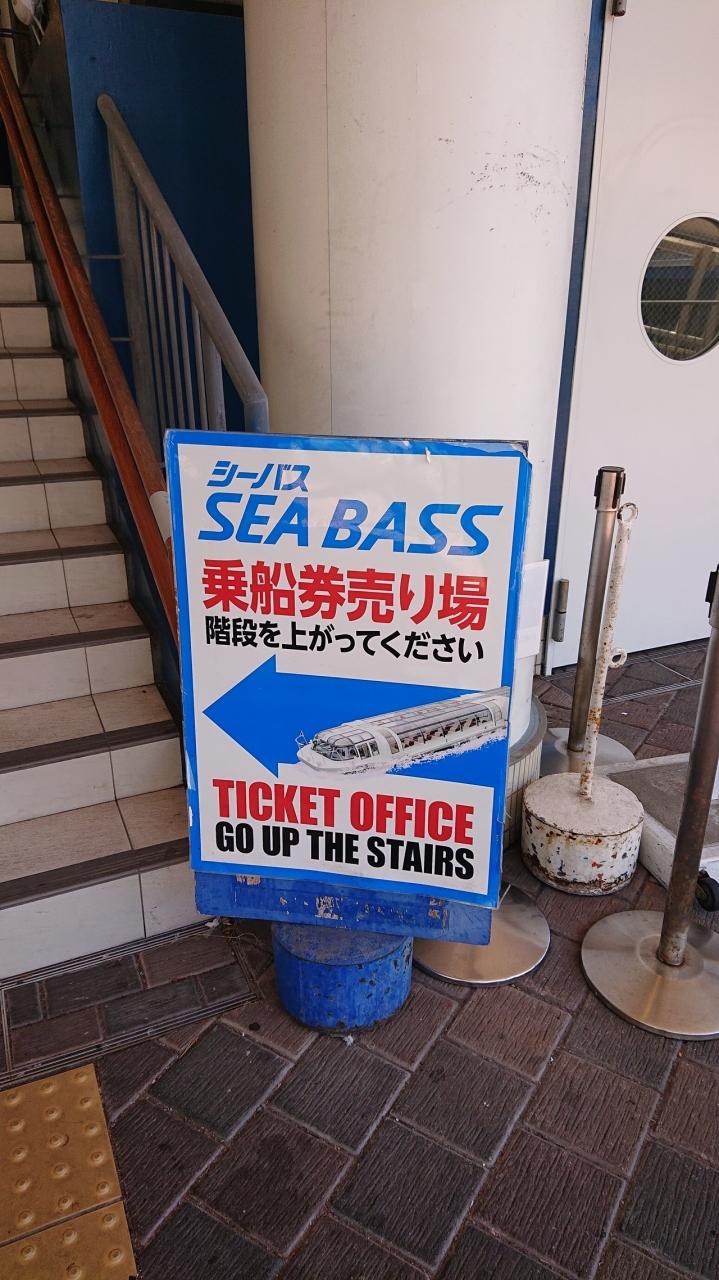 シーバス
SEA BASS
乗船券売り場
階段を上がってください
TICKET OFFICE
GO UP THE STAIRS